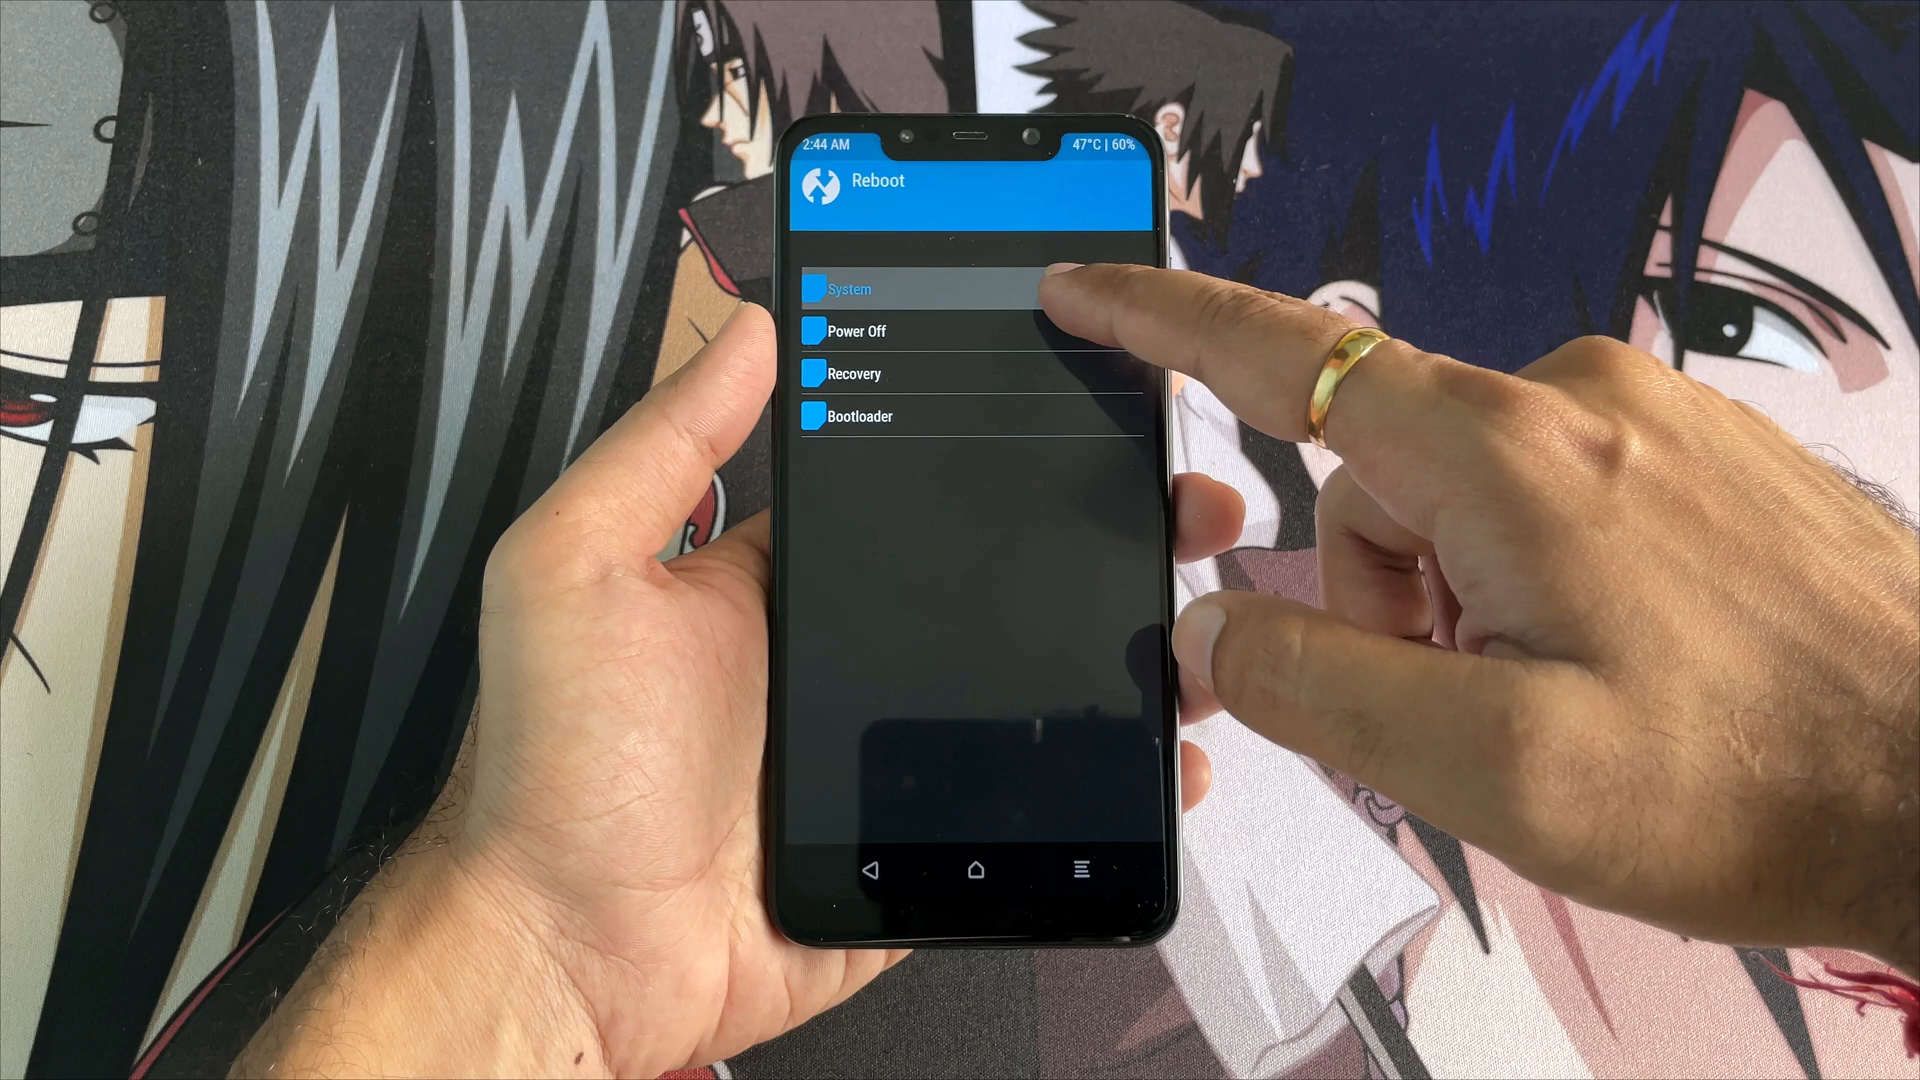 2:44 AM 47°C | 60%
Reboot
System
Power Off
Recovery
Bootloader